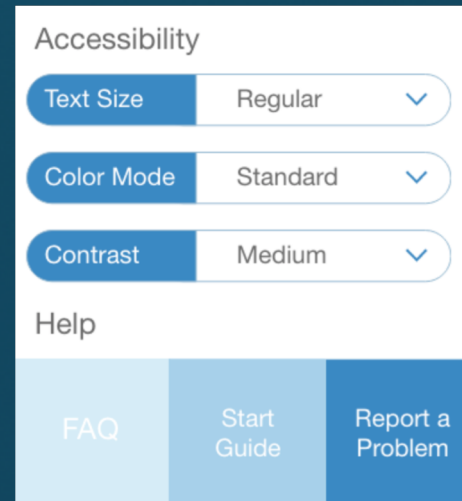 Accessibility
Text Size Regular
Color Mode Standard
Contrast Medium
Help
FAQ
Start Guide
Report a Problem